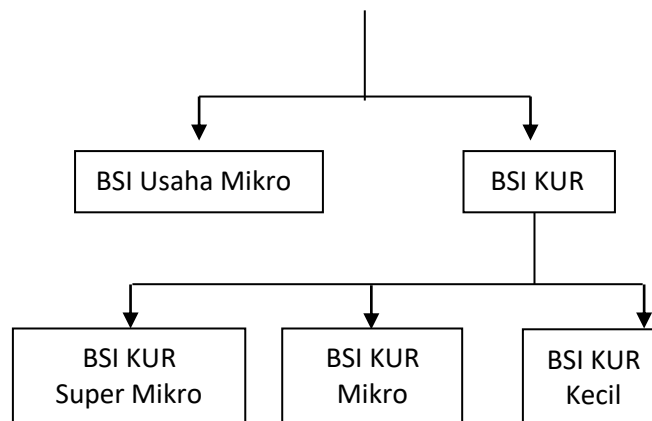 BSI Usaha Mikro
BSI KUR
BSI KUR
Super Mikro
BSI KUR
Mikro
BSI KUR
Kecil